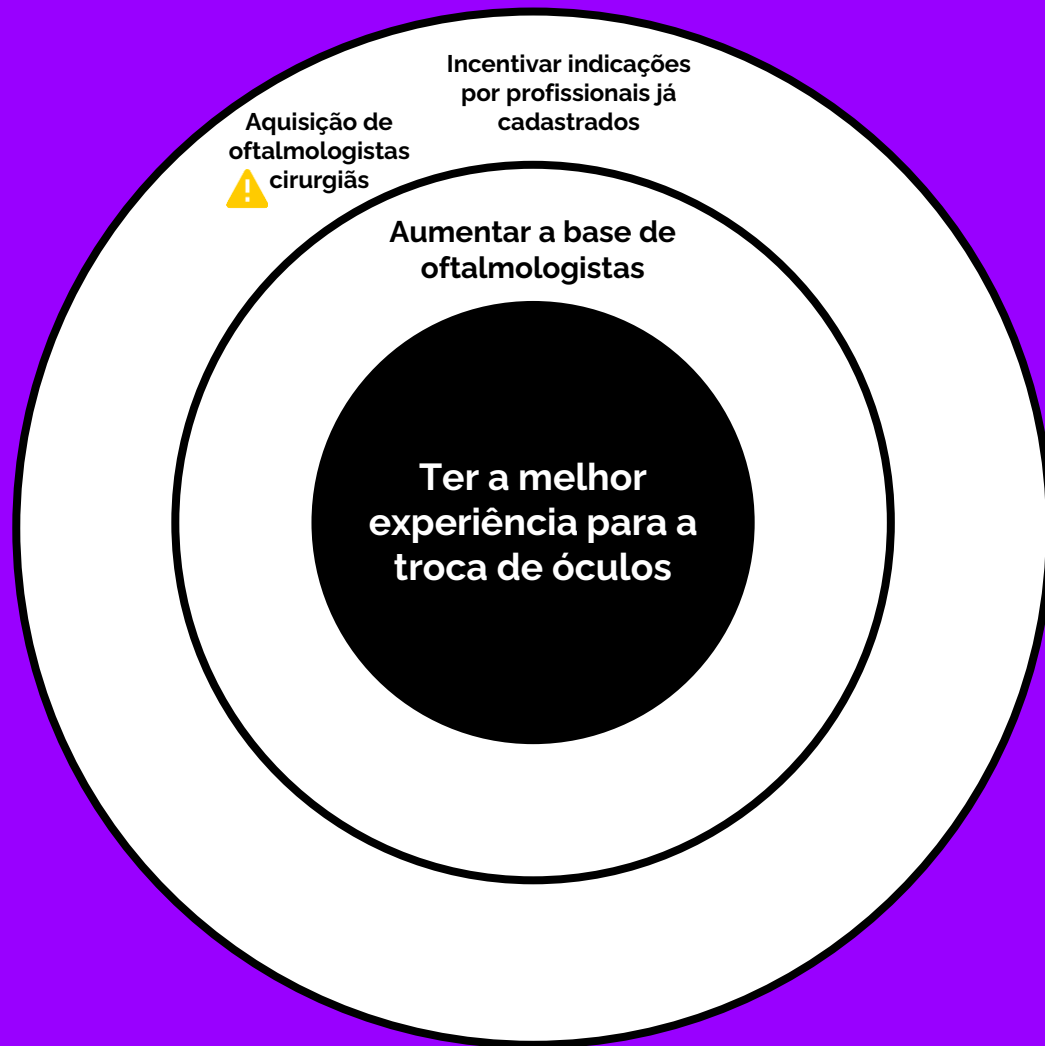 Incentivar indicações
por profissionais já
cadastrados
Aquisição de
oftalmologistas
cirurgiãs
Aumentar a base de
oftalmologistas
Ter a melhor
experiência para a
troca de óculos